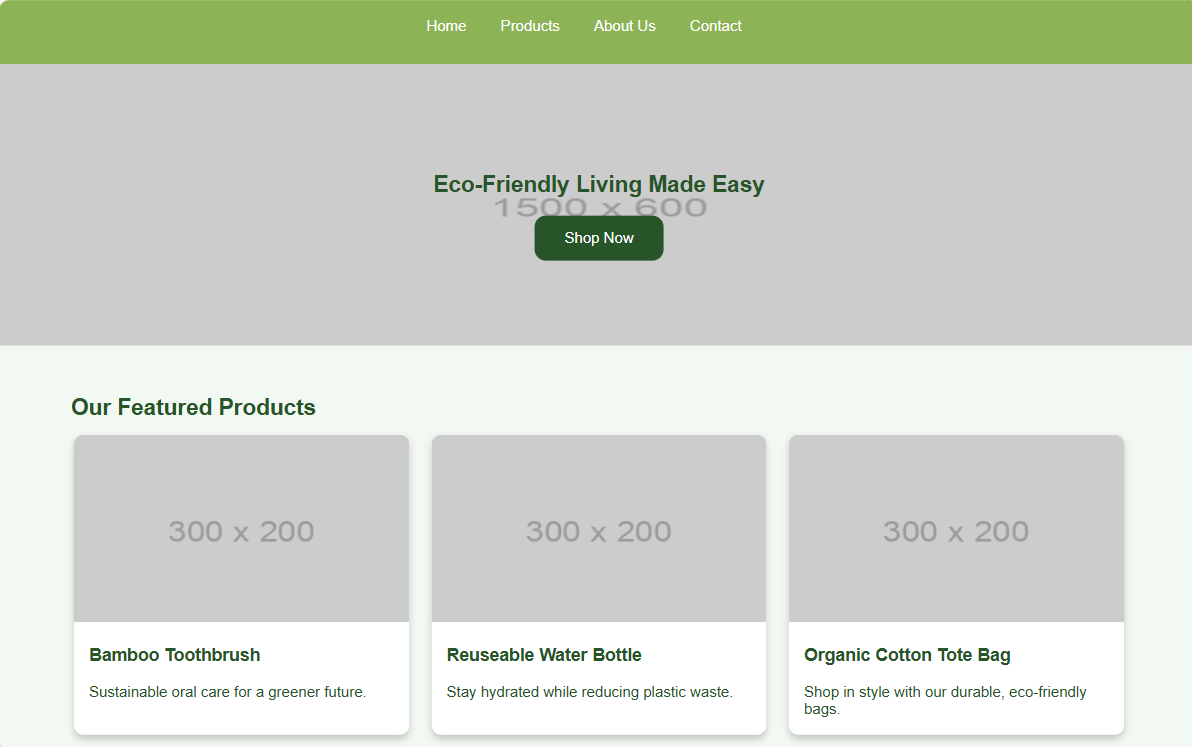 Home Products About Us Contact
Eco-Friendly Living Made Easy
1500 x 600
Shop Now
Our Featured Products
300 x 200
300 x 200
300 x 200
Bamboo Toothbrush
Sustainable oral care for a greener future.
Reuseable Water Bottle
Stay hydrated while reducing plastic waste.
Organic Cotton Tote Bag
Shop in style with our durable, eco-friendly
bags.